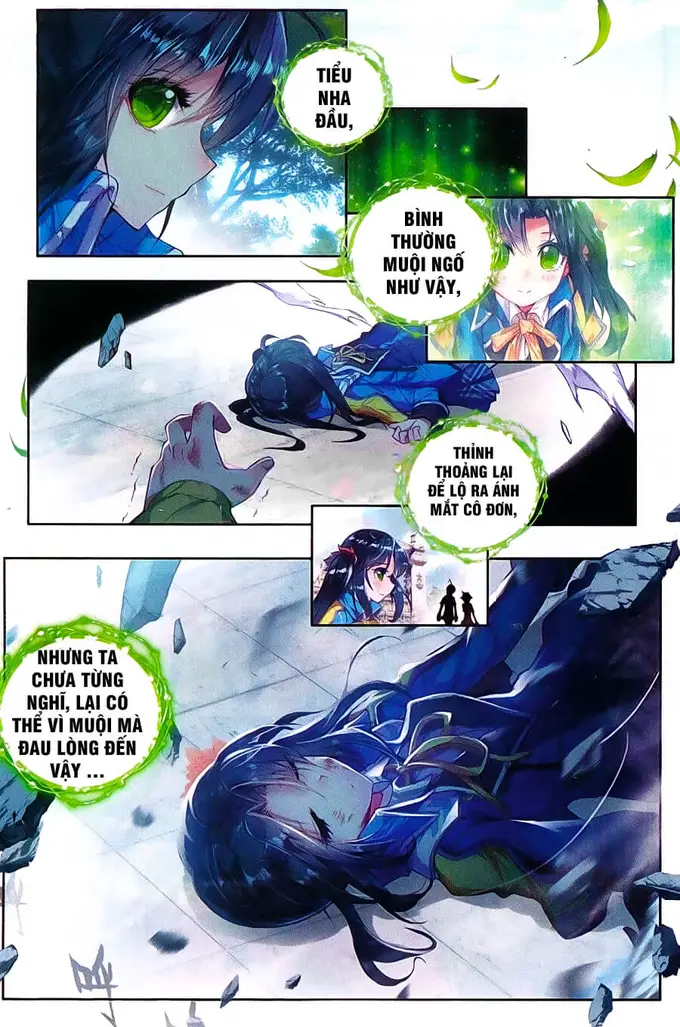 TIỂU
NHA
ĐẦU,
BÌNH
THƯỜNG
MUỘI NGỐ
NHƯ VẬY,
THỈNH
THOẢNG LẠI
ĐỂ LỘ RA ÁNH
MẮT CÔ ĐƠN,
NHƯNG TA
CHƯA TỪNG
NGHĨ, LẠI CÓ
THỂ VÌ MUỘI MÀ
ĐAU LÒNG ĐẾN
VẬY ...